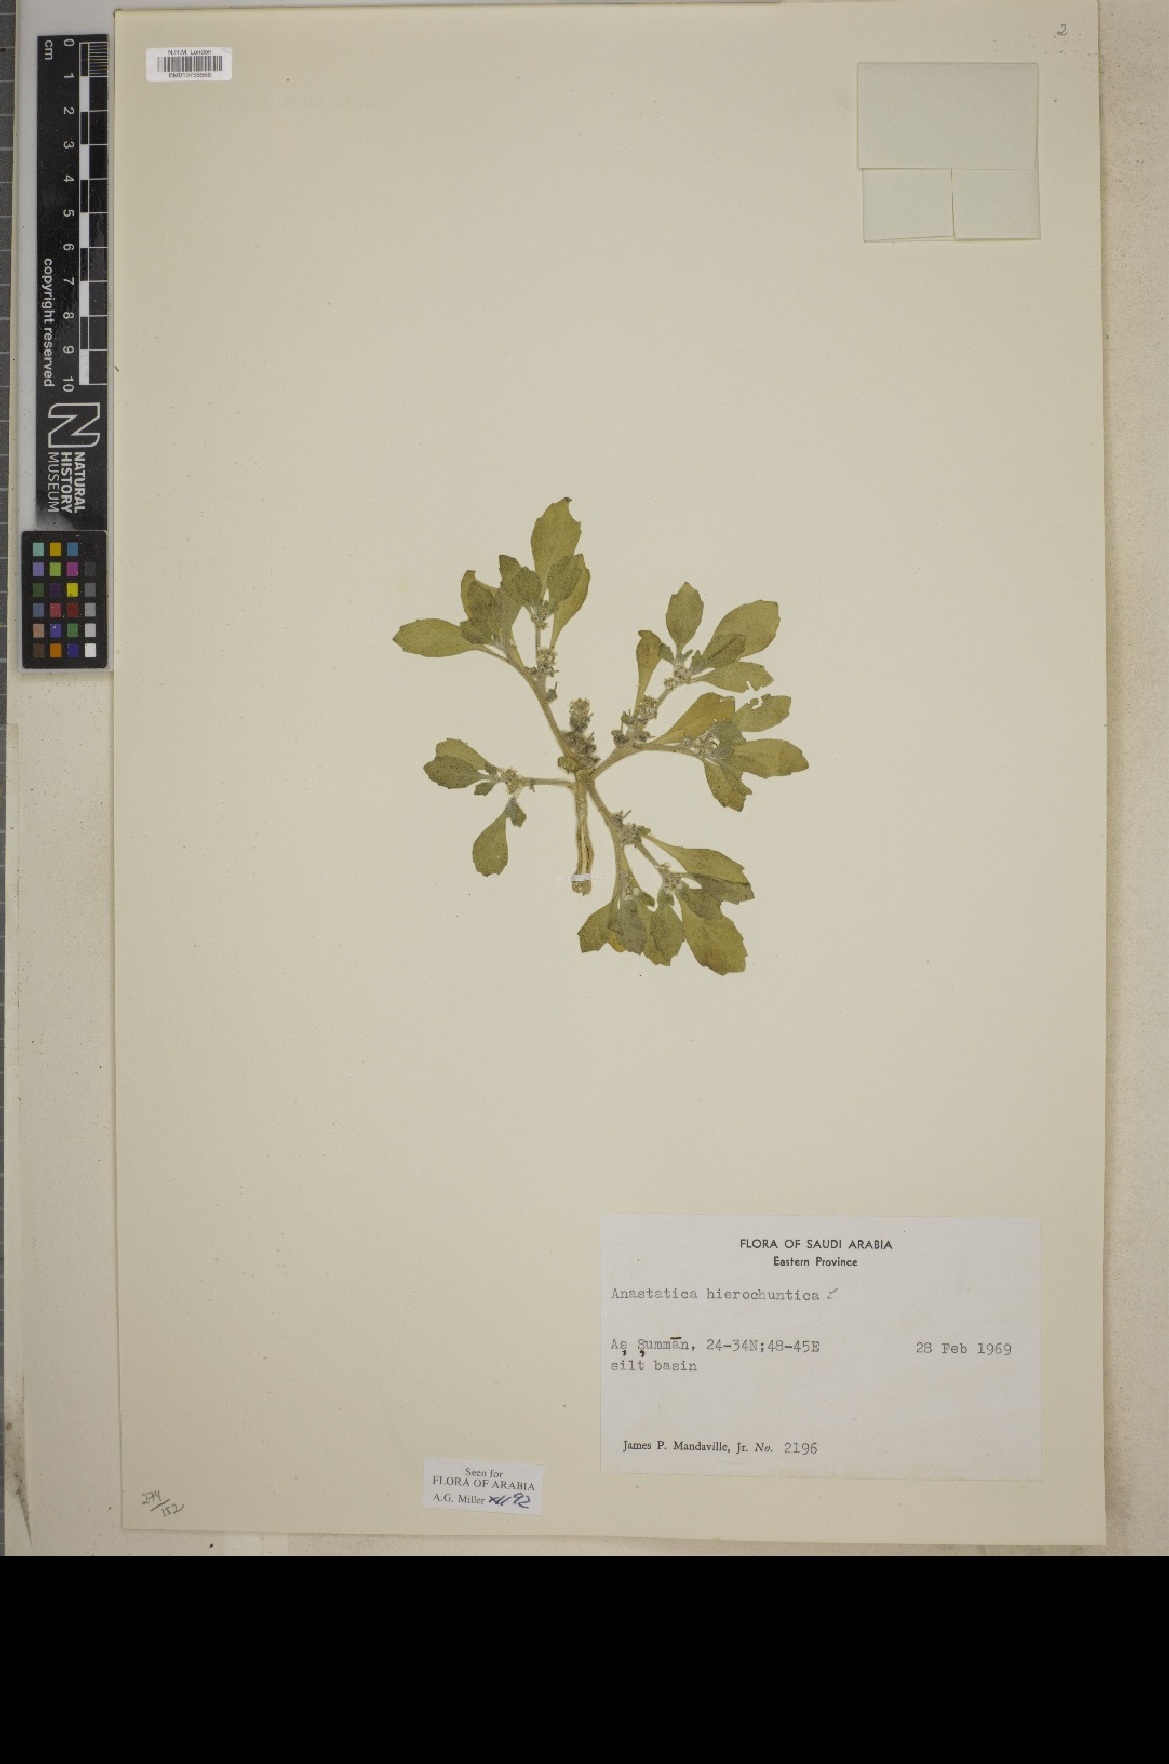 2
N.H.M. London
cm 0 1 2 3 4 5 6 7 8 9 10
copyright reserved
NATURAL
HISTORY
MUSEUM
FLORA OF SAUDI ARABIA
Eastern Province
Anastatica hierochuntica L
Aṣ Ṣummān, 24-34N;48-45E 28 Feb 1969
silt basin
James P. Mandaville, Jr. No. 2196
Seen for
FLORA OF ARABIA
A.G. Miller 92
274/152